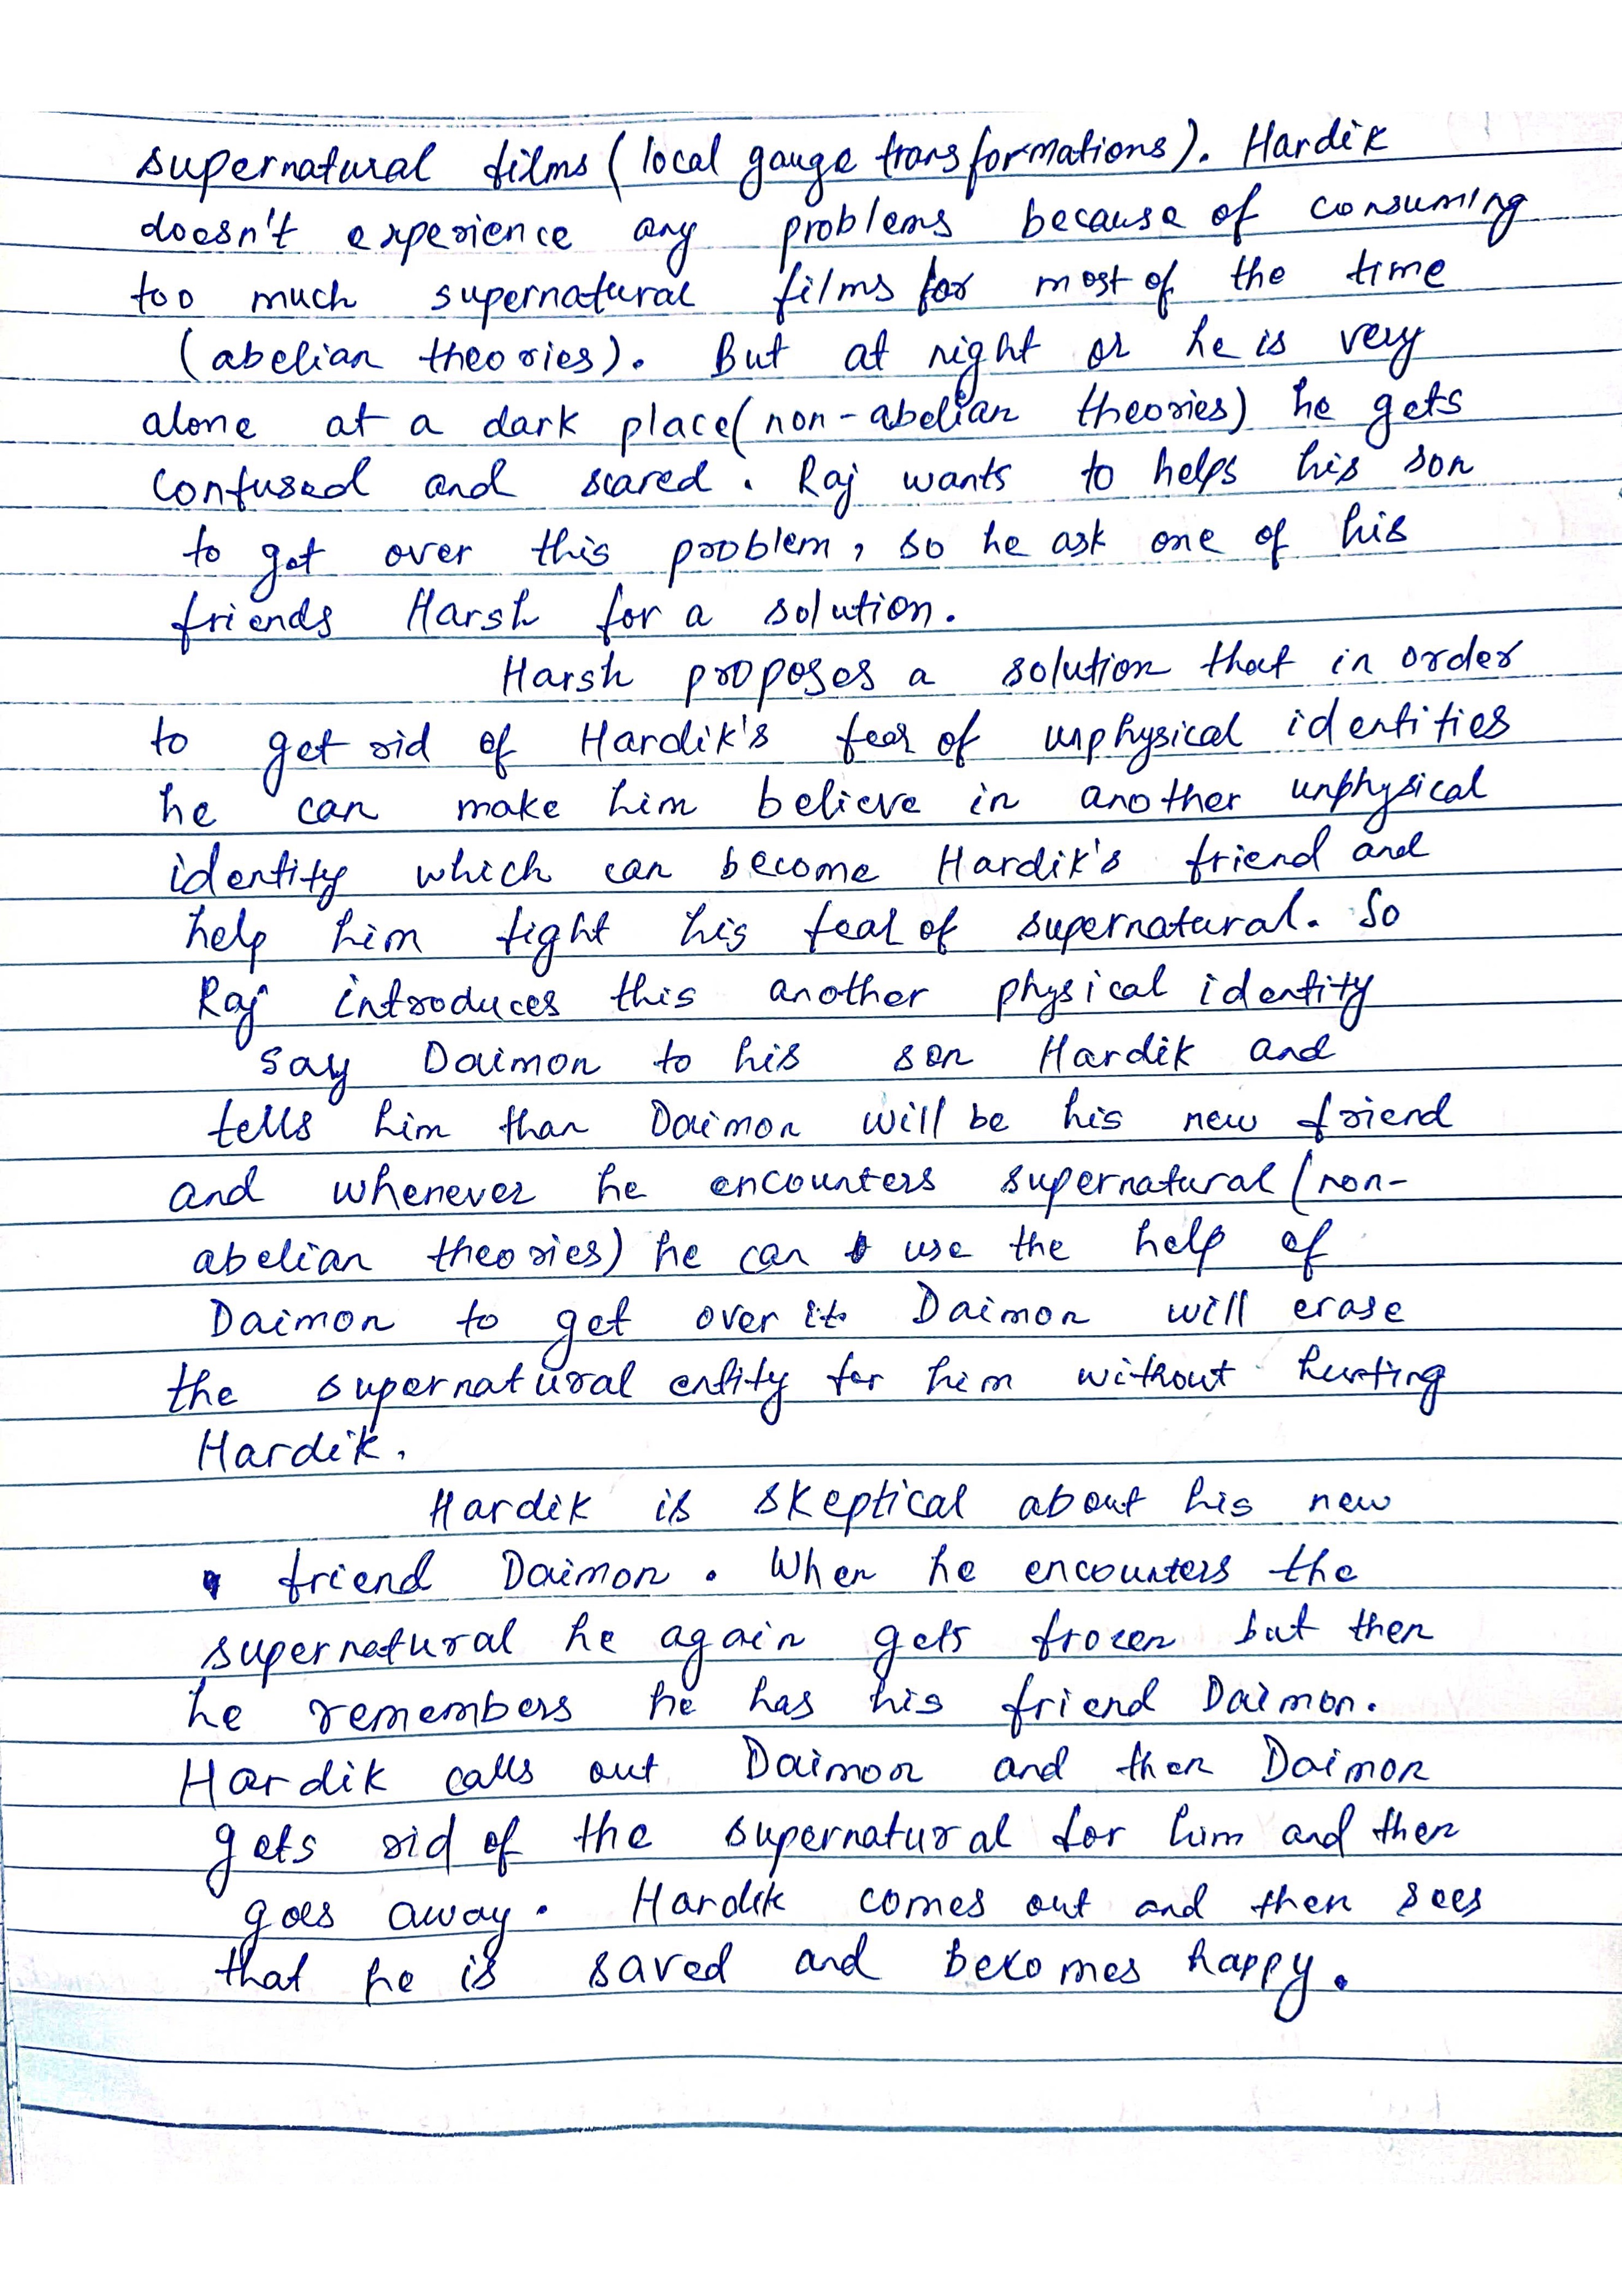 supernatural films (local gauge transformations). Hardik
doesn't experience any problems because of consuming
too much supernatural films for most of the time
(abelian theories). But at night or he is very
alone at a dark place (non-abelian theories) he gets
confused and scared. Raj wants to helps his son
to get over this problem, so he ask one of his
friends Harsh for a solution.
Harsh proposes a solution that in order
to get rid of Hardik's fear of unphysical identities
he can make him believe in another unphysical
identity which can become Hardik's friend and
help him fight his fear of supernatural. So
Raj introduces this another physical identity
say Daimon to his son Hardik and
tells him than Daimon will be his new friend
and whenever he encounters supernatural (non-
abelian theories) he can use the help of
Daimon to get over it. Daimon will erase
the supernatural entity for him without hurting
Hardik.
Hardik is skeptical about his new
friend Daimon. When he encounters the
supernatural he again gets frozen but then
he remembers he has his friend Daimon.
Hardik calls out Daimon and then Daimon
gets rid of the supernatural for him and then
goes away. Hardik comes out and then sees
that he is saved and becomes happy.